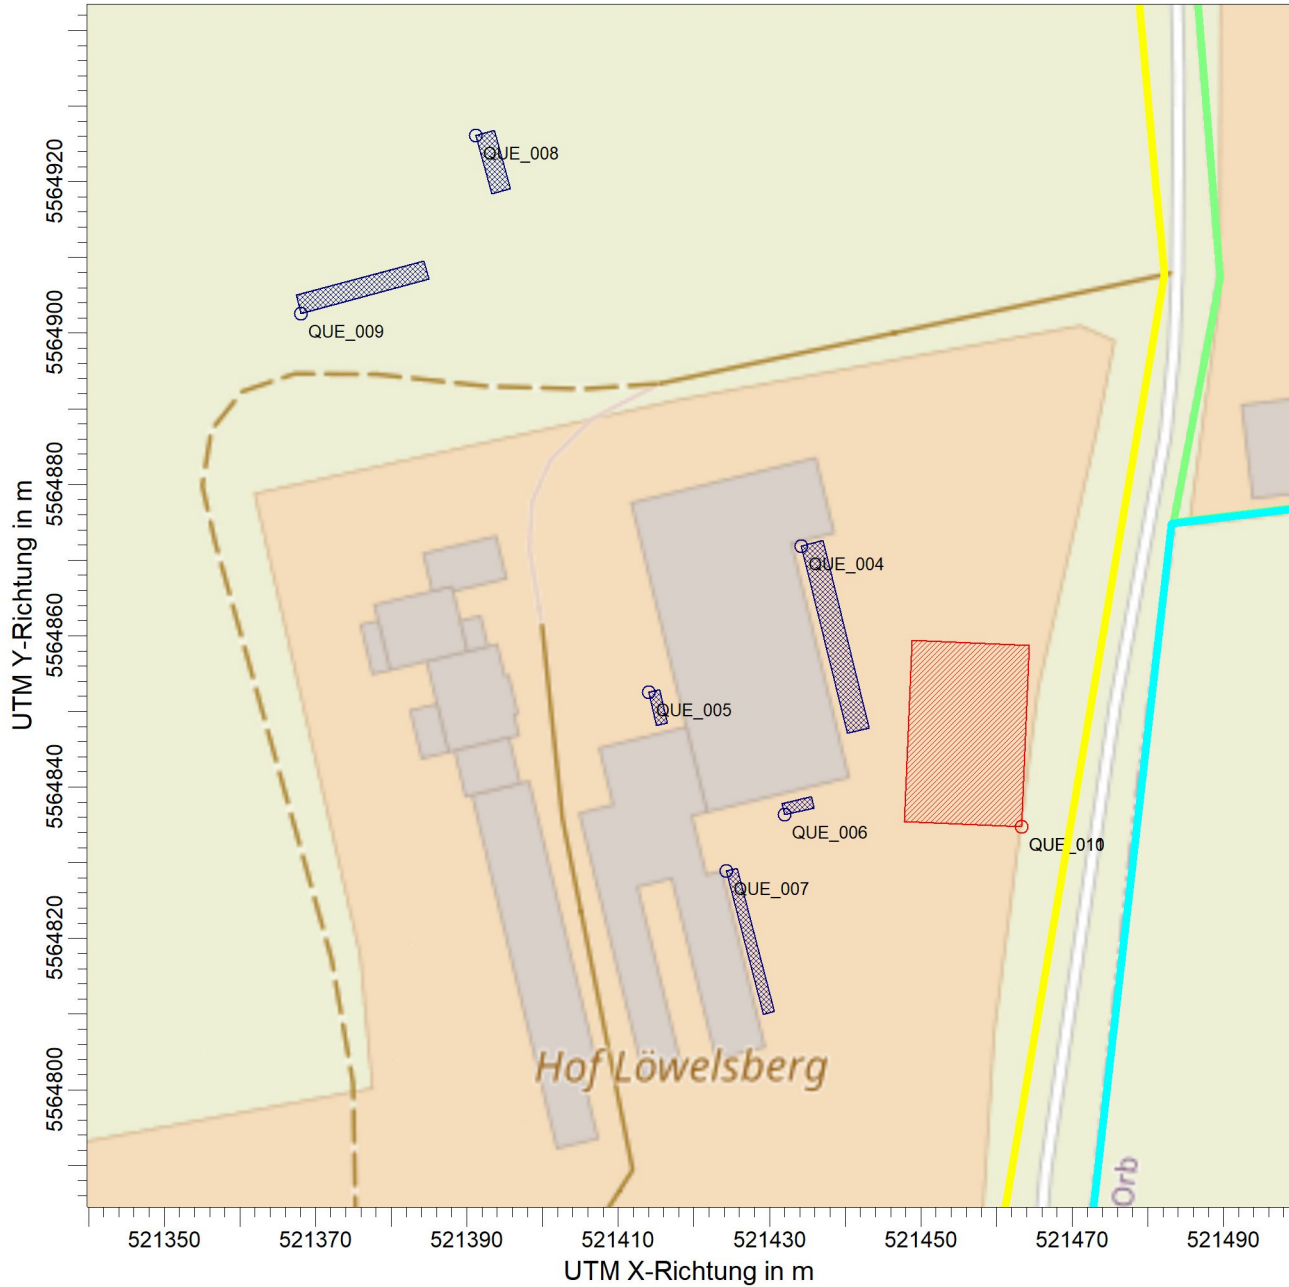 QUE_008
5564920
QUE_009
5564900
5564880
QUE_004
5564860
QUE_005
UTM Y-Richtung in m
5564840
QUE_006
QUE_007
5564820
Hof Löwelsberg
5564800
Orb
521350 521370 521390 521410 521430 521450 521470 521490
UTM X-Richtung in m